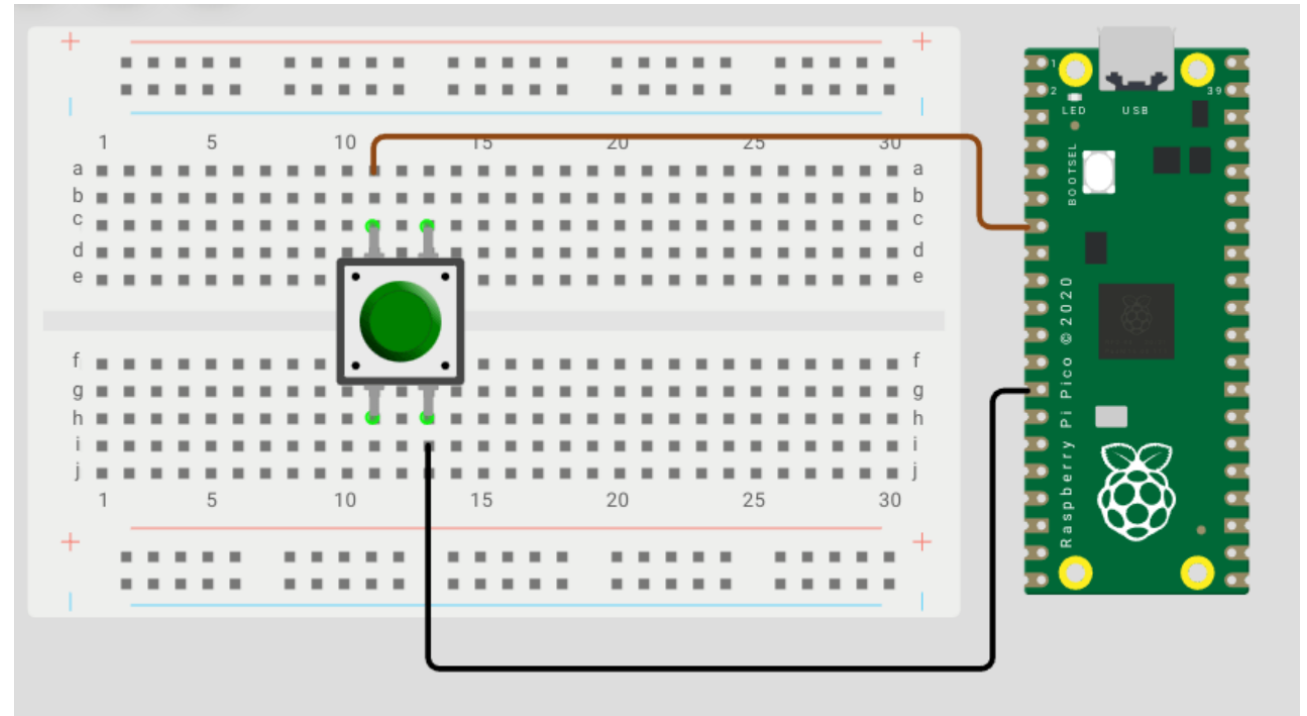 + +
1 5 10 15 20 25 30
a a
b b
c c
d d
e e
f f
g g
h h
i i
j j
1 5 10 15 20 25 30
+ +
1
2
39
LED USB
BOOTSEL
Raspberry Pi Pico © 2020